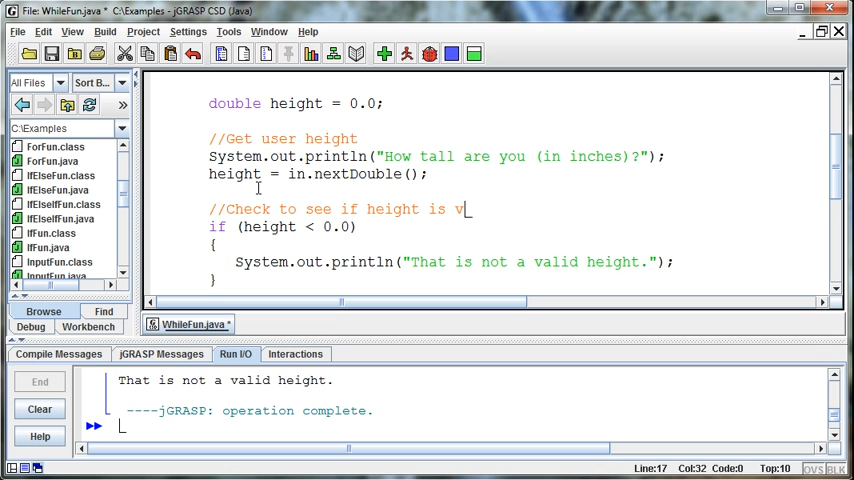 File: WhileFun.java * C:\Examples - jGRASP CSD (Java)
File Edit View Build Project Settings Tools Window Help
All Files Sort B...
C:\Examples
ForFun.class
ForFun.java
IfElseFun.class
IfElseFun.java
IfElseIfFun.class
IfElseIfFun.java
IfFun.class
IfFun.java
InputFun.class
InputFun.java
Browse Find
Debug Workbench
double height = 0.0;
//Get user height
System.out.println("How tall are you (in inches)?");
height = in.nextDouble();
//Check to see if height is v
if (height < 0.0)
{
System.out.println("That is not a valid height.");
}
WhileFun.java *
Compile Messages jGRASP Messages Run I/O Interactions
End
Clear
Help
That is not a valid height.
----jGRASP: operation complete.
Line:17 Col:32 Code:0 Top:10 OVS BLK